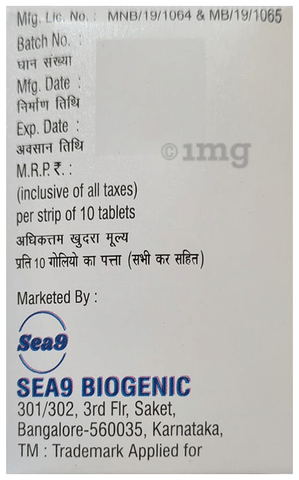 Mfg. Lic. No. : MNB/19/1064 & MB/19/1065
Batch No. :
घान संख्या
Mfg. Date :
निर्माण तिथि
Exp. Date :
अवसान तिथि
M.R.P. ₹. :
(inclusive of all taxes)
per strip of 10 tablets
अधिकत्तम खुदरा मूल्य
प्रति 10 गोलियो का पत्ता (सभी कर सहित)
1mg
Marketed By :
Sea9
SEA9 BIOGENIC
301/302, 3rd Flr, Saket,
Bangalore-560035, Karnataka,
TM : Trademark Applied for